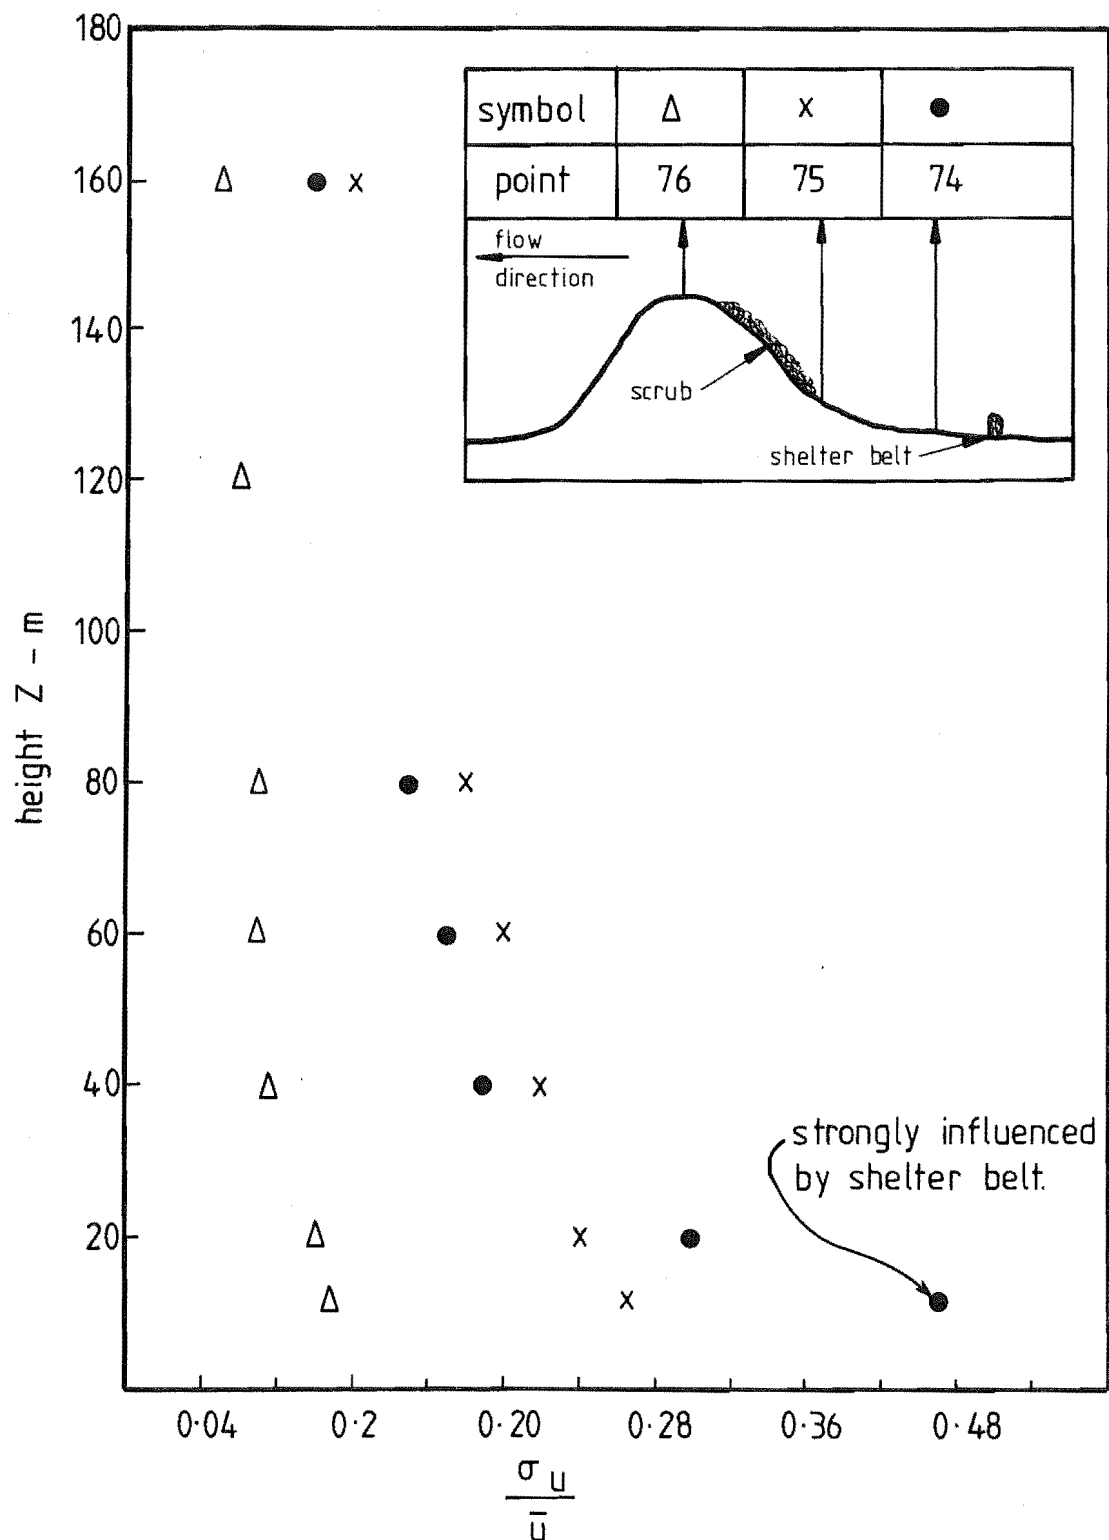 180
160
140
120
100
80
60
40
20
height Z - m
symbol Δ x ●
point 76 75 74
flow
direction
scrub
shelter belt
strongly influenced
by shelter belt.
0·04 0·2 0·20 0·28 0·36 0·48
σu
ū